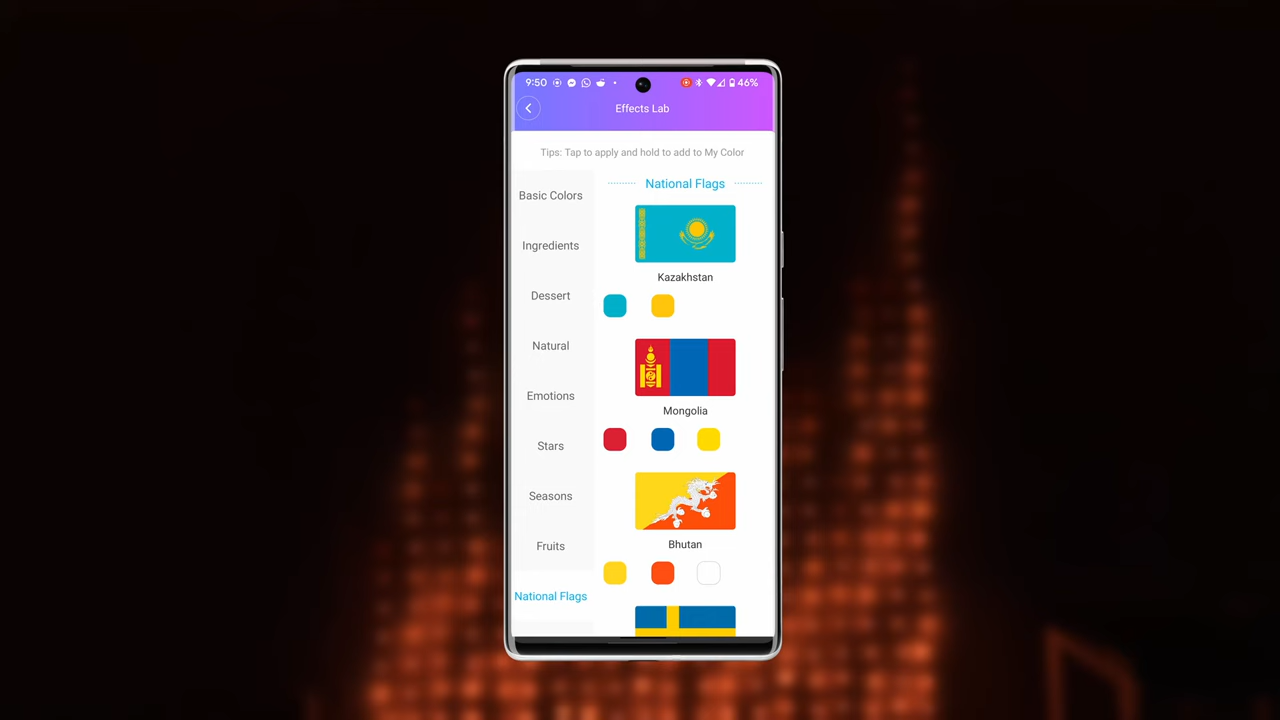 9:50
46%
Effects Lab
Tips: Tap to apply and hold to add to My Color
Basic Colors
Ingredients
Dessert
Natural
Emotions
Stars
Seasons
Fruits
National Flags
National Flags
Kazakhstan
Mongolia
Bhutan